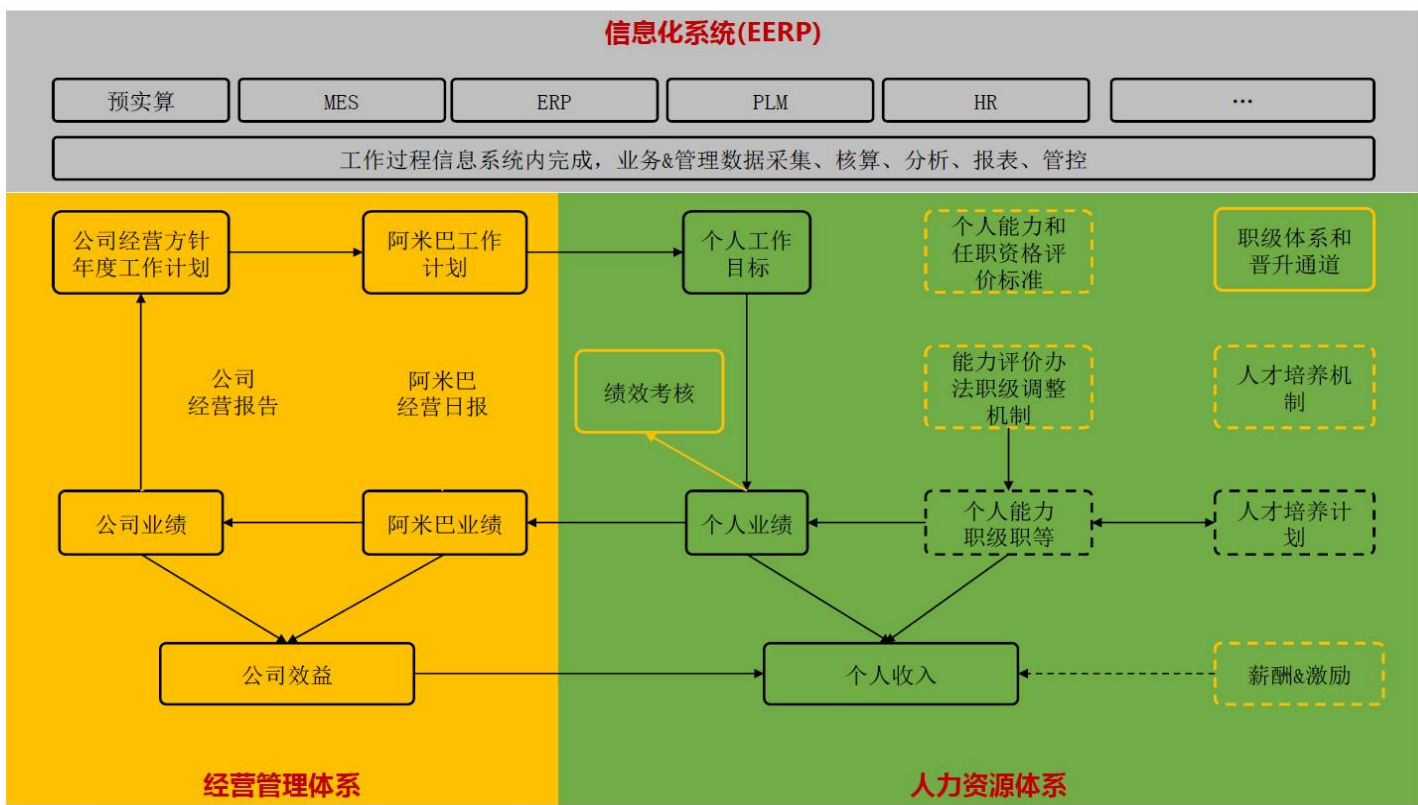 信息化系统(EERP)
预实算
MES
ERP
PLM
HR
…
工作过程信息系统内完成，业务&管理数据采集、核算、分析、报表、管控
公司经营方针
年度工作计划
阿米巴工作
计划
个人工作
目标
个人能力和
任职资格评
价标准
职级体系和
晋升通道
公司
经营报告
阿米巴
经营日报
绩效考核
能力评价办
法职级调整
机制
人才培养机
制
公司业绩
阿米巴业绩
个人业绩
个人能力
职级职等
人才培养计
划
公司效益
个人收入
薪酬&激励
经营管理体系
人力资源体系